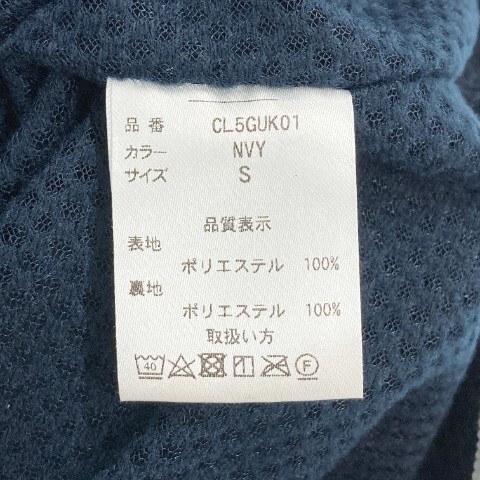 品番 CL5GUK01
カラー NVY
サイズ S
品質表示
表地
ポリエステル 100%
裏地
ポリエステル 100%
取扱い方
40 F